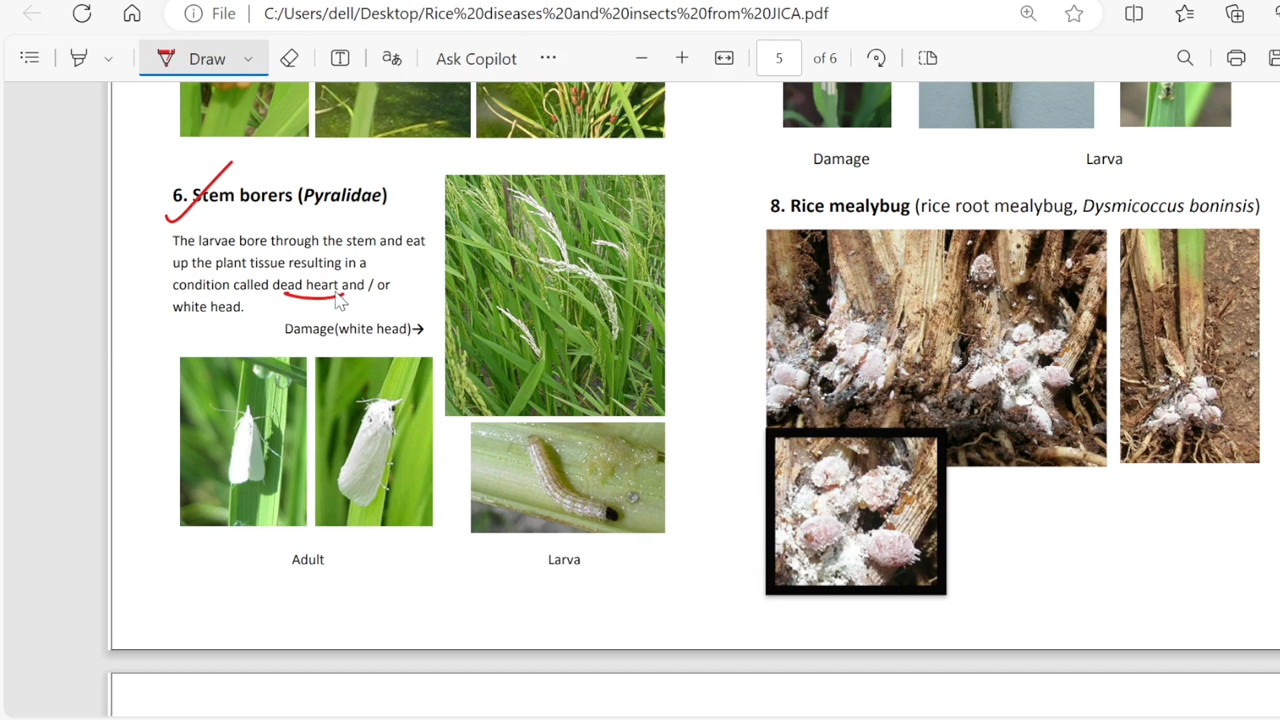 File
C:/Users/dell/Desktop/Rice%20diseases%20and%20insects%20from%20JICA.pdf
Draw
Ask Copilot
5
of 6
6. Stem borers (Pyralidae)
The larvae bore through the stem and eat
up the plant tissue resulting in a
condition called dead heart and / or
white head.
Damage(white head)→
Adult
Larva
Damage
Larva
8. Rice mealybug (rice root mealybug, Dysmicoccus boninsis)